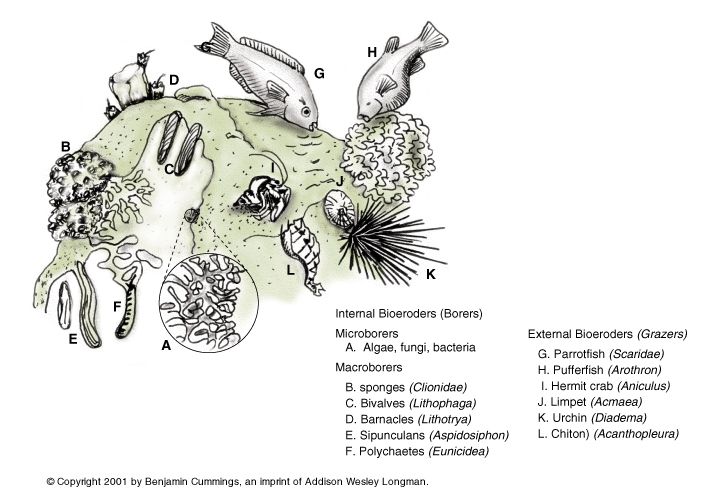 D
G
H
B
C
I
J
L
K
F
E
A
Internal Bioeroders (Borers)
Microborers
A. Algae, fungi, bacteria
Macroborers
B. sponges (Clionidae)
C. Bivalves (Lithophaga)
D. Barnacles (Lithotrya)
E. Sipunculans (Aspidosiphon)
F. Polychaetes (Eunicidea)
External Bioeroders (Grazers)
G. Parrotfish (Scaridae)
H. Pufferfish (Arothron)
I. Hermit crab (Aniculus)
J. Limpet (Acmaea)
K. Urchin (Diadema)
L. Chiton) (Acanthopleura)
© Copyright 2001 by Benjamin Cummings, an imprint of Addison Wesley Longman.